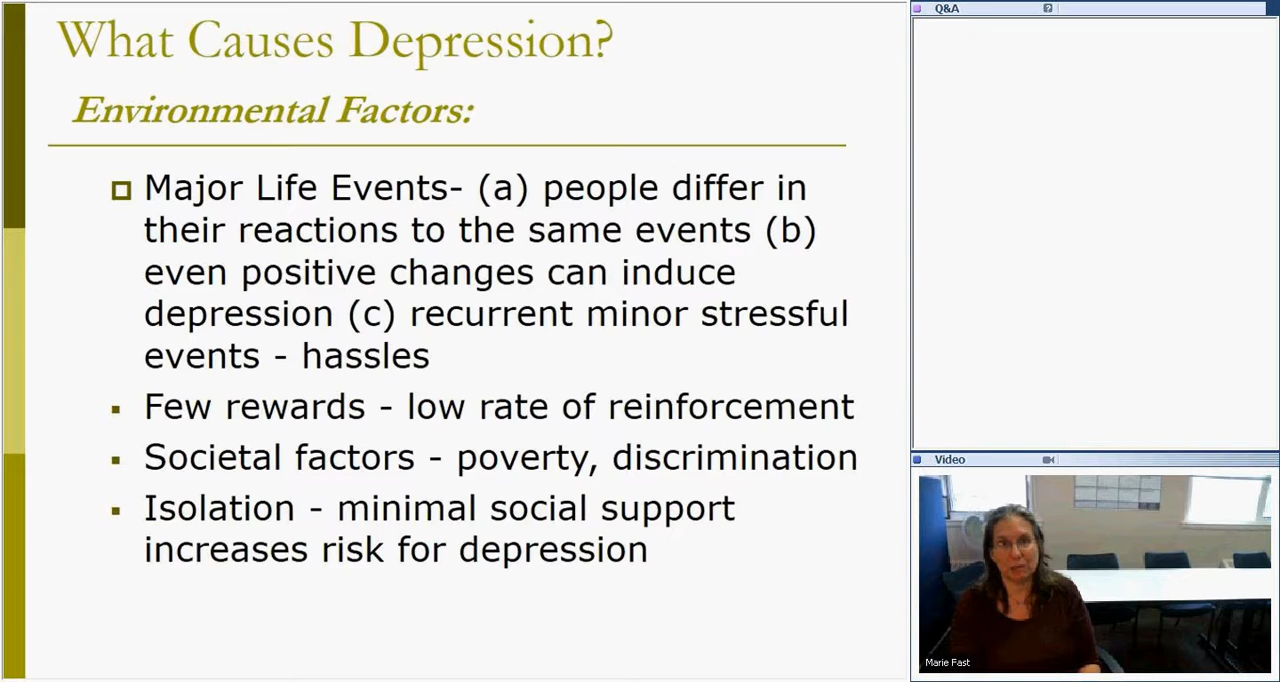 What Causes Depression?
Environmental Factors:
Major Life Events- (a) people differ in
their reactions to the same events (b)
even positive changes can induce
depression (c) recurrent minor stressful
events - hassles
Few rewards - low rate of reinforcement
Societal factors - poverty, discrimination
Isolation - minimal social support
increases risk for depression
Q&A
?
Video
Marie Fast